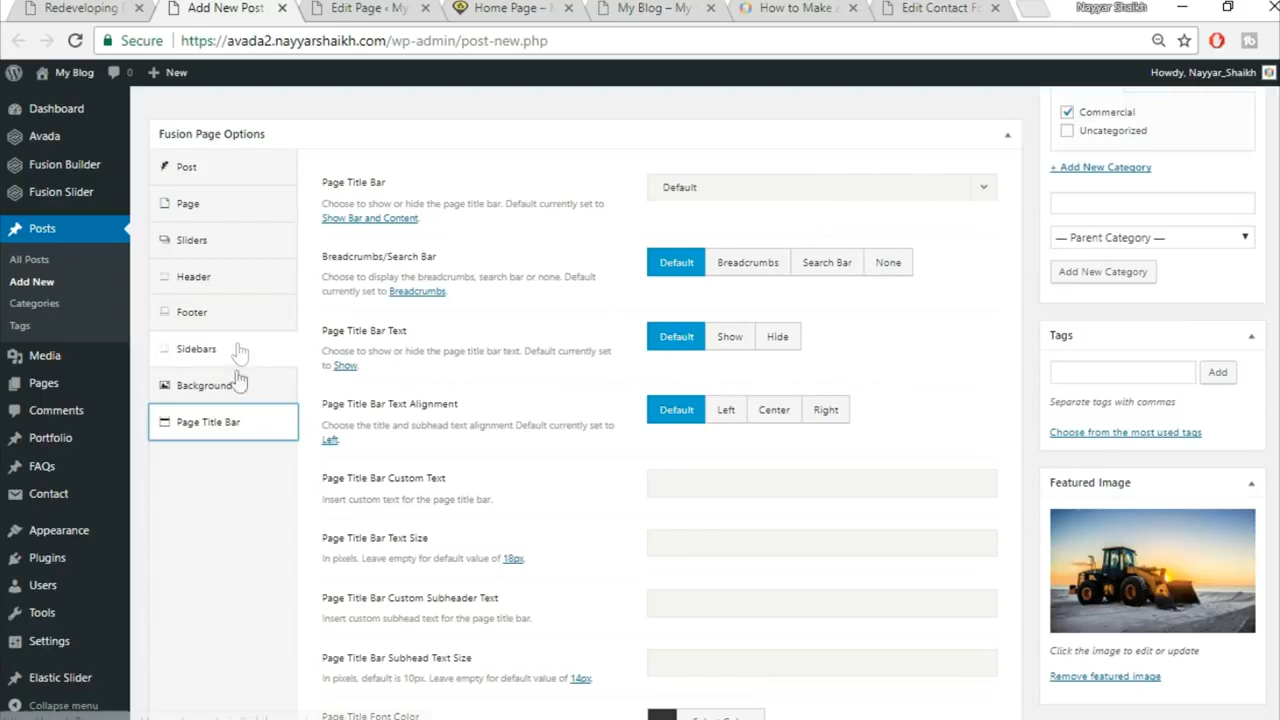 Redeveloping
Add New Post
Edit Page ‹ My
Home Page –
My Blog –
How to Make
Edit Contact Fo
Nayyar Shaikh
Secure
https://avada2.nayyarshaikh.com/wp-admin/post-new.php
My Blog
0
New
Howdy, Nayyar_Shaikh
Dashboard
Avada
Fusion Builder
Fusion Slider
Posts
All Posts
Add New
Categories
Tags
Media
Pages
Comments
Portfolio
FAQs
Contact
Appearance
Plugins
Users
Tools
Settings
Elastic Slider
Collapse menu
Fusion Page Options
Post
Page
Sliders
Header
Footer
Sidebars
Background
Page Title Bar
Page Title Bar
Choose to show or hide the page title bar. Default currently set to
Show Bar and Content.
Default
Breadcrumbs/Search Bar
Choose to display the breadcrumbs, search bar or none. Default
currently set to Breadcrumbs.
Default
Breadcrumbs
Search Bar
None
Page Title Bar Text
Choose to show or hide the page title bar text. Default currently set
to Show.
Default
Show
Hide
Page Title Bar Text Alignment
Choose the title and subhead text alignment Default currently set to
Left.
Default
Left
Center
Right
Page Title Bar Custom Text
Insert custom text for the page title bar.
Page Title Bar Text Size
In pixels. Leave empty for default value of 18px.
Page Title Bar Custom Subheader Text
Insert custom subhead text for the page title bar.
Page Title Bar Subhead Text Size
In pixels, default is 10px. Leave empty for default value of 14px.
Page Title Font Color
Commercial
Uncategorized
+ Add New Category
— Parent Category —
Add New Category
Tags
Add
Separate tags with commas
Choose from the most used tags
Featured Image
Click the image to edit or update
Remove featured image